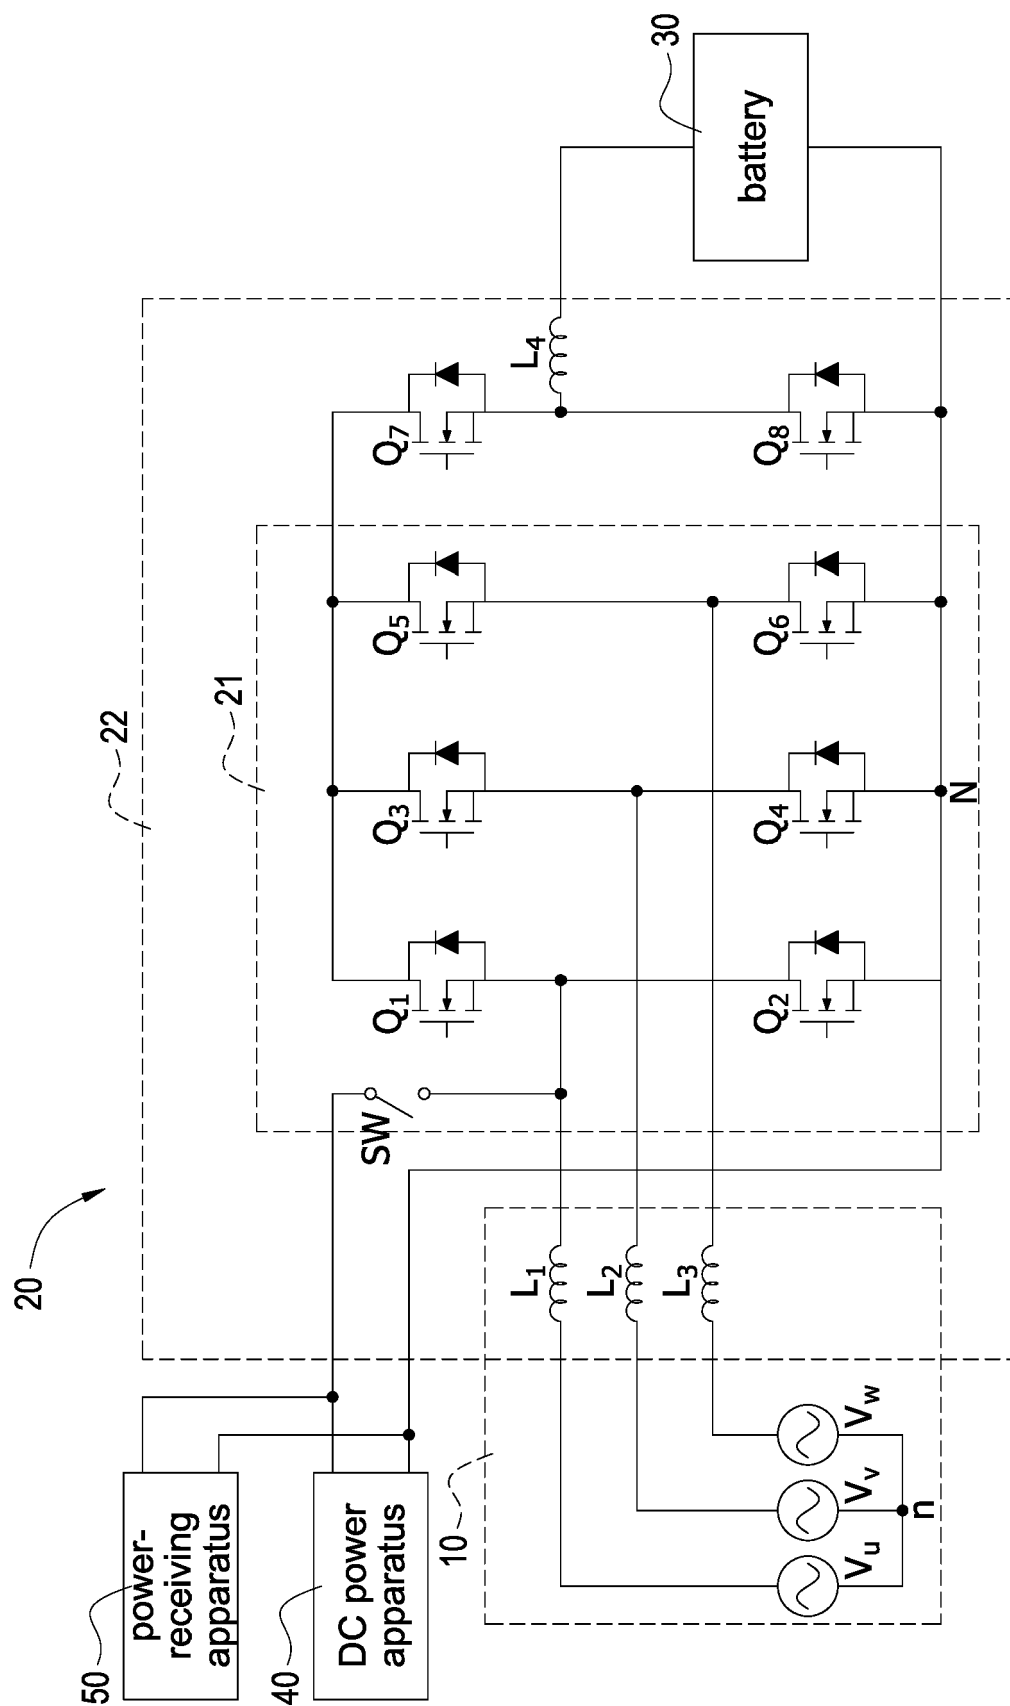 20
22
21
50
power-
receiving
apparatus
40
DC power
apparatus
SW
Q₁
Q₃
Q₅
Q₇
L₄
30
battery
10
L₁
L₂
L₃
Q₂
Q₄
Q₆
Q₈
Vᵤ
Vᵥ
V_w
n
N